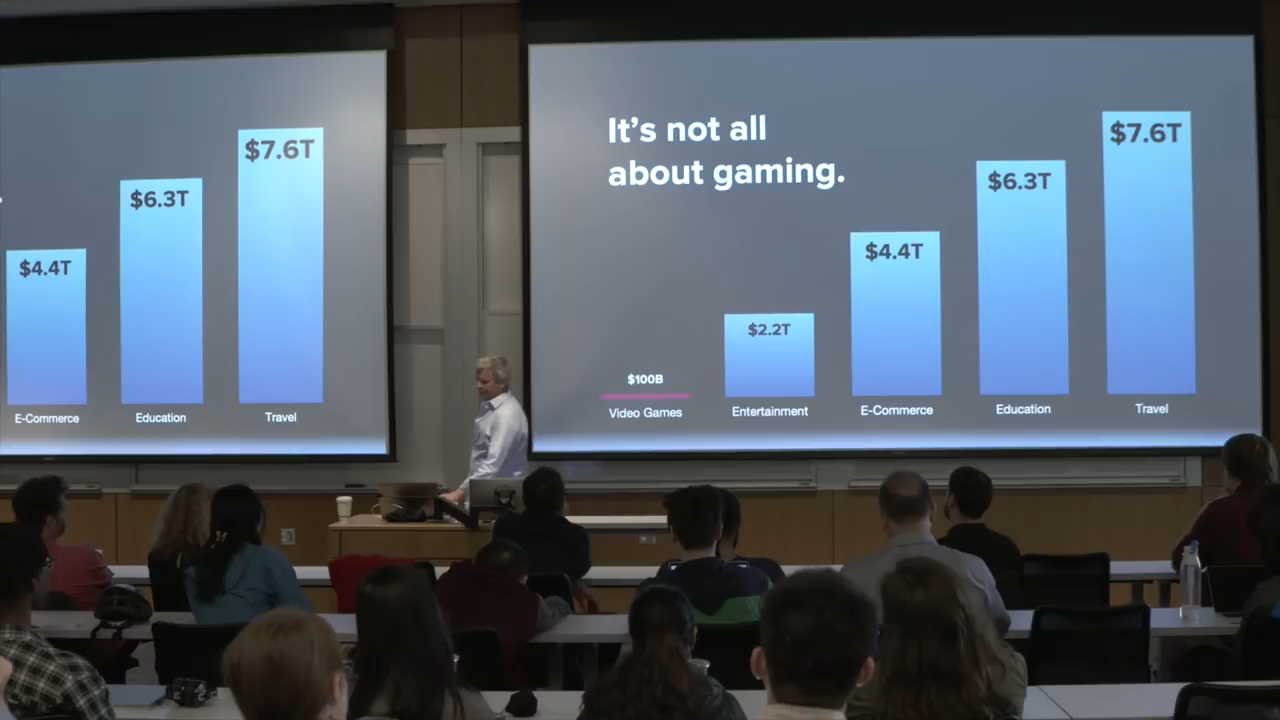 $4.4T
$6.3T
$7.6T
E-Commerce
Education
Travel
It's not all
about gaming.
$100B
$2.2T
$4.4T
$6.3T
$7.6T
Video Games
Entertainment
E-Commerce
Education
Travel